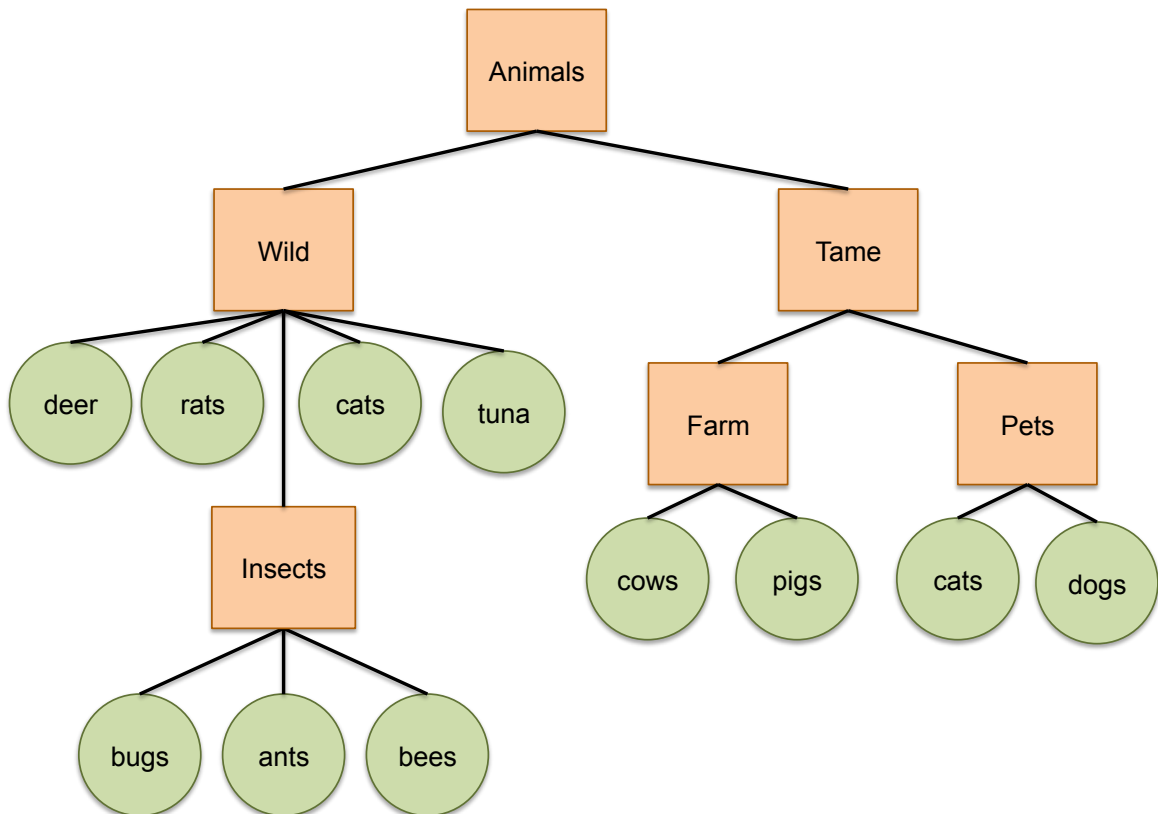 Animals
Wild
Tame
deer
rats
cats
tuna
Farm
Pets
Insects
cows
pigs
cats
dogs
bugs
ants
bees